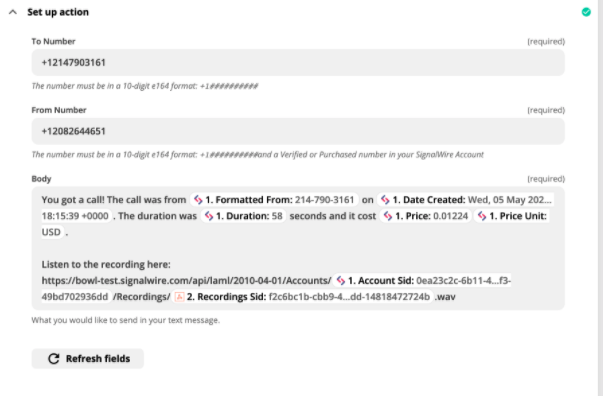 Set up action
To Number (required)
+12147903161
The number must be in a 10-digit e164 format: +1##########
From Number (required)
+12082644651
The number must be in a 10-digit e164 format: +1##########and a Verified or Purchased number in your SignalWire Account
Body (required)
You got a call! The call was from 1. Formatted From: 214-790-3161 on 1. Date Created: Wed, 05 May 202...
18:15:39 +0000 . The duration was 1. Duration: 58 seconds and it cost 1. Price: 0.01224 1. Price Unit:
USD .
Listen to the recording here:
https://bowl-test.signalwire.com/api/laml/2010-04-01/Accounts/ 1. Account Sid: 0ea23c2c-6b11-4...f3-
49bd702936dd /Recordings/ 2. Recordings Sid: f2c6bc1b-cbb9-4...dd-14818472724b .wav
What you would like to send in your text message.
Refresh fields